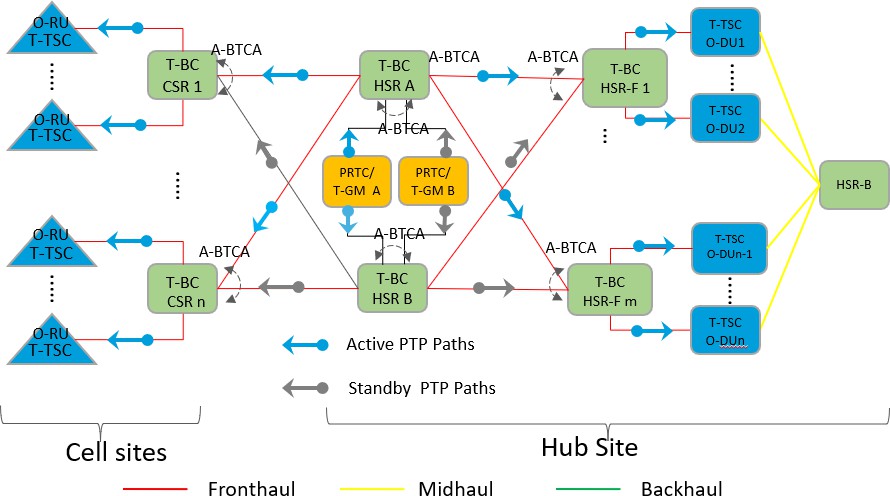 O-RU
T-TSC
O-RU
T-TSC
O-RU
T-TSC
O-RU
T-TSC
T-BC
CSR 1
A-BTCA
T-BC
CSR n
A-BTCA
T-BC
HSR A
A-BTCA
A-BTCA
PRTC/
T-GM A
PRTC/
T-GM B
A-BTCA
T-BC
HSR B
A-BTCA
T-BC
HSR-F 1
A-BTCA
T-BC
HSR-F m
T-TSC
O-DU1
T-TSC
O-DU2
T-TSC
O-DUn-1
T-TSC
O-DUn
HSR-B
Active PTP Paths
Standby PTP Paths
Cell sites
Hub Site
Fronthaul
Midhaul
Backhaul